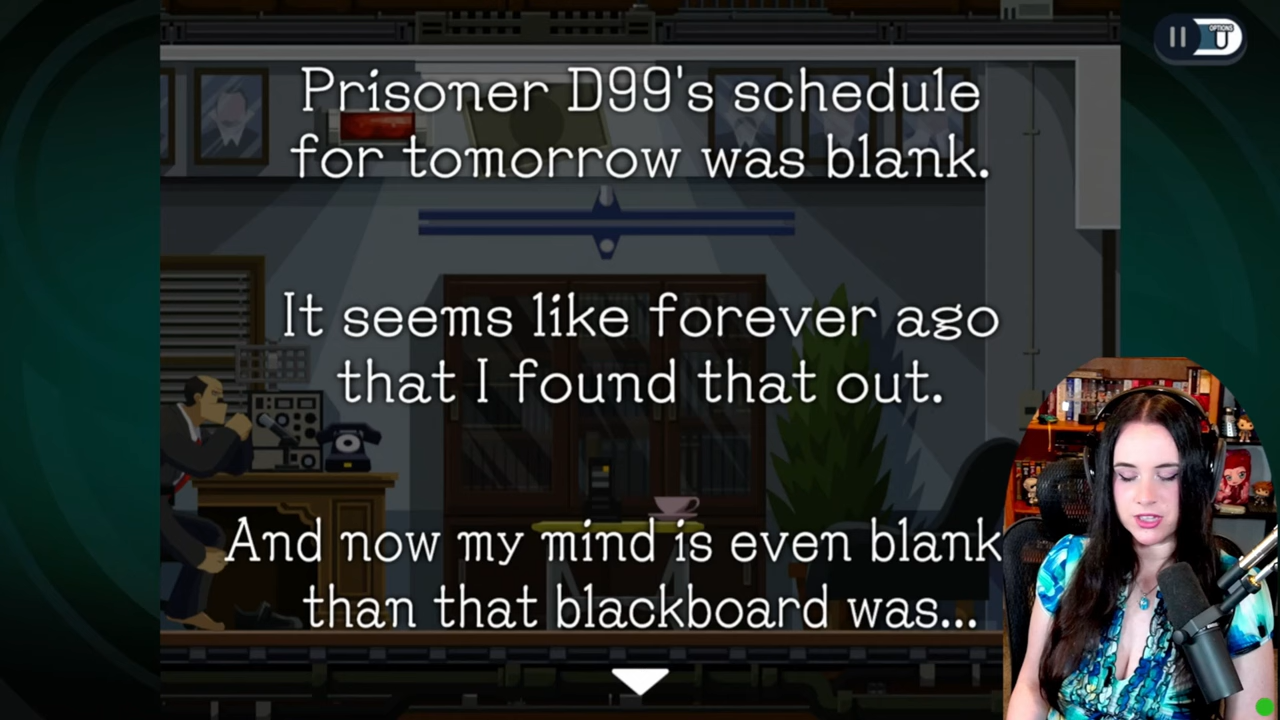 OPTIONS
Prisoner D99's schedule
for tomorrow was blank.
It seems like forever ago
that I found that out.
And now my mind is even blank
than that blackboard was...